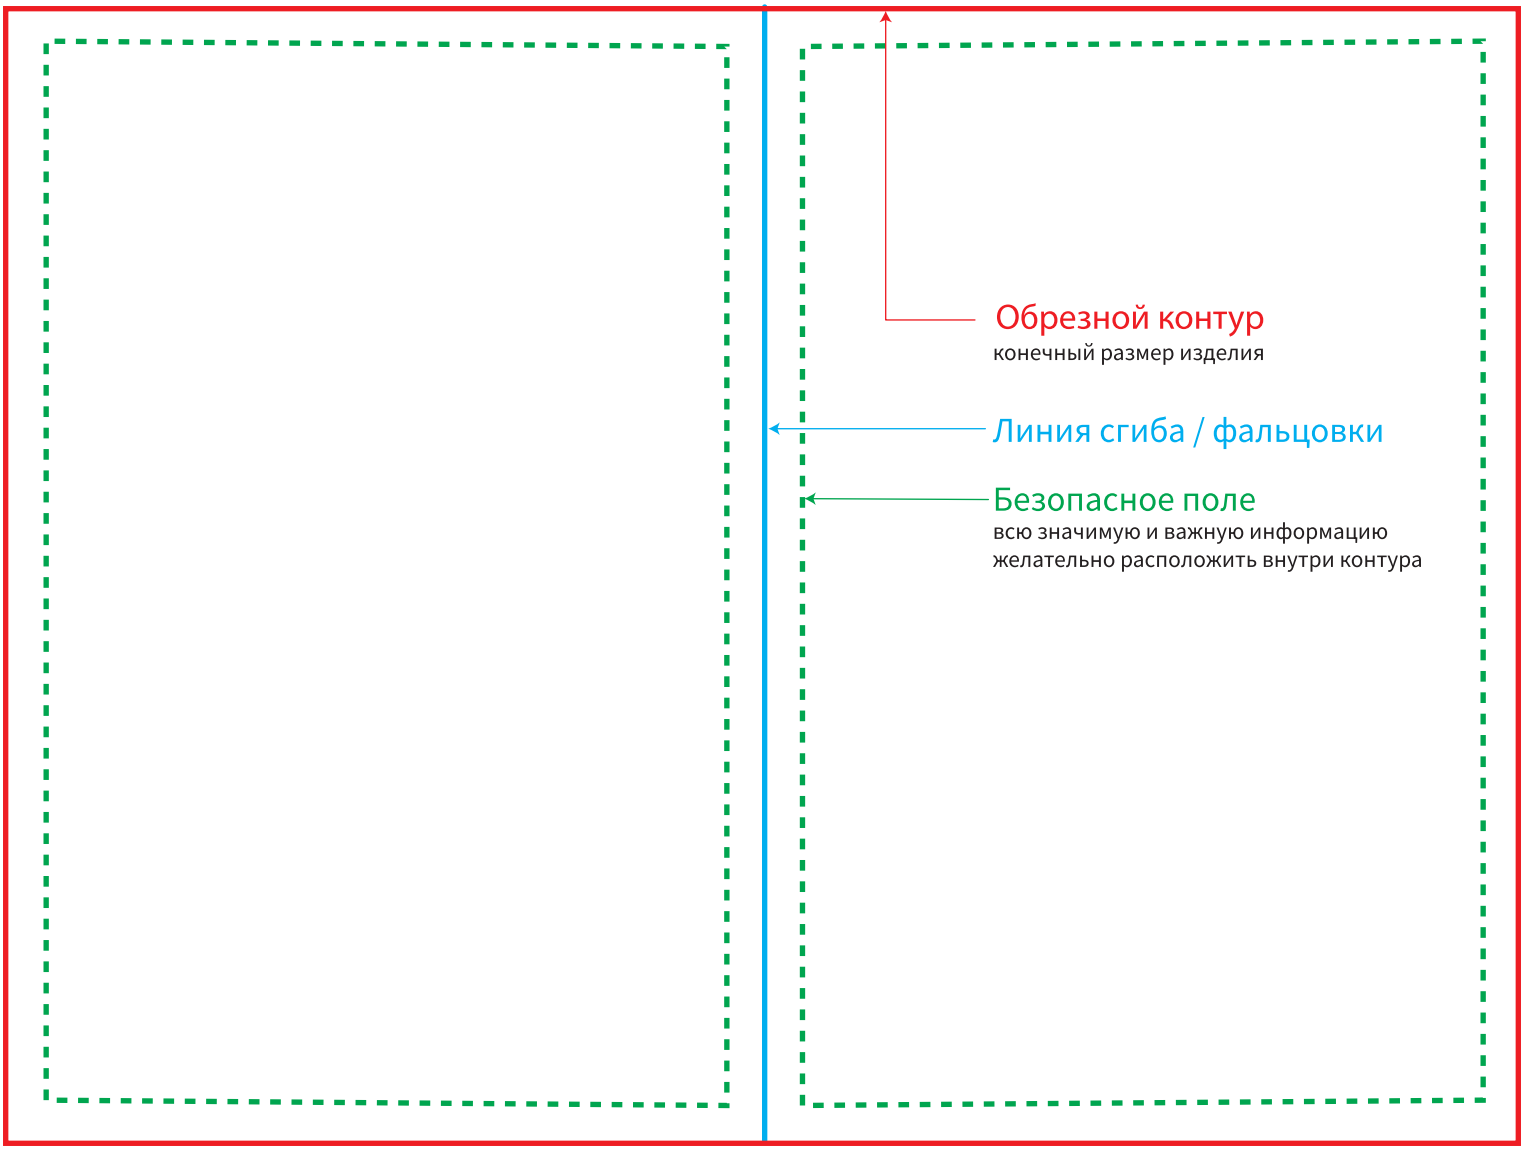 Обрезной контур
конечный размер изделия
Линия сгиба / фальцовки
Безопасное поле
всю значимую и важную информацию
желательно расположить внутри контура